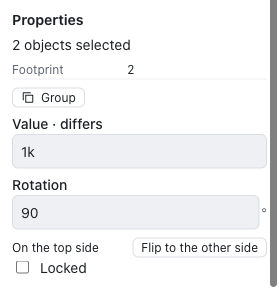 Properties
2 objects selected
Footprint 2
Group
Value · differs
1k
Rotation
90 °
On the top side Flip to the other side
Locked